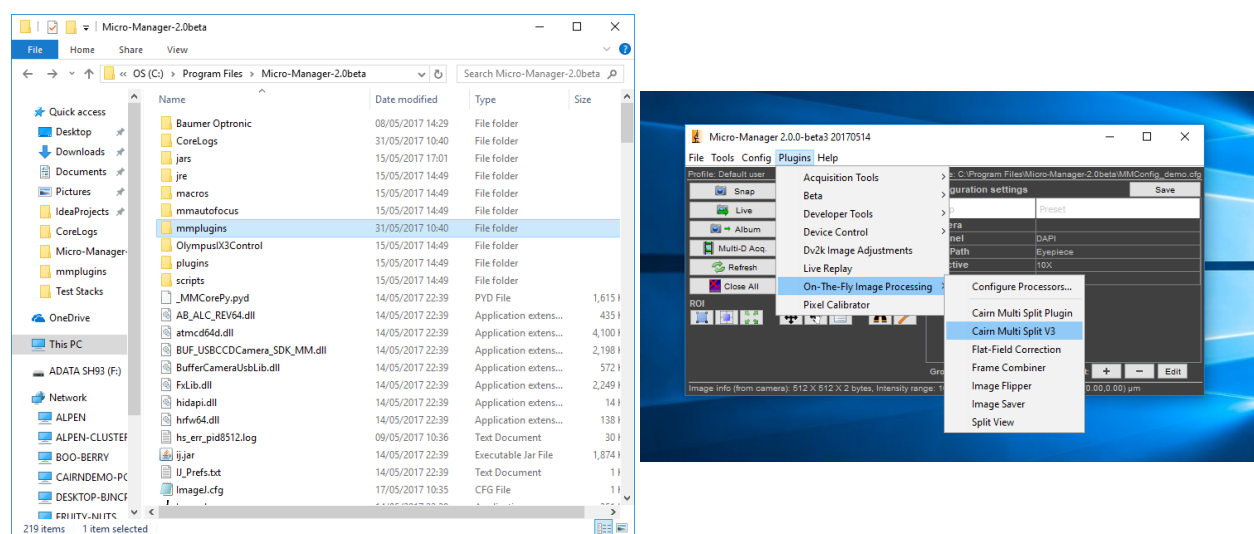 Micro-Manager-2.0beta
File Home Share View
« OS (C:) > Program Files > Micro-Manager-2.0beta
Search Micro-Manager-2.0beta
Name Date modified Type Size
Quick access
Desktop
Downloads
Documents
Pictures
IdeaProjects
CoreLogs
Micro-Manager-
mmplugins
Test Stacks
OneDrive
This PC
ADATA SH93 (F:)
Network
ALPEN
ALPEN-CLUSTER
BOO-BERRY
CAIRNDEMO-PC
DESKTOP-BJNCF
FRUITY-NUTS
Baumer Optronic 08/05/2017 14:29 File folder
CoreLogs 31/05/2017 10:40 File folder
jars 15/05/2017 17:01 File folder
jre 15/05/2017 14:49 File folder
macros 15/05/2017 14:49 File folder
mmautofocus 15/05/2017 14:49 File folder
mmplugins 31/05/2017 10:40 File folder
OlympusIX3Control 15/05/2017 14:49 File folder
plugins 15/05/2017 14:49 File folder
scripts 15/05/2017 14:49 File folder
_MMCorePy.pyd 14/05/2017 22:39 PYD File 1,615
AB_ALC_REV64.dll 14/05/2017 22:39 Application extens... 435
atmcd64d.dll 14/05/2017 22:39 Application extens... 4,100
BUF_USBCCDCamera_SDK_MM.dll 14/05/2017 22:39 Application extens... 2,198
BufferCameraUsbLib.dll 14/05/2017 22:39 Application extens... 572
FxLib.dll 14/05/2017 22:39 Application extens... 2,249
hidapi.dll 14/05/2017 22:39 Application extens... 14
hrfw64.dll 14/05/2017 22:39 Application extens... 138
hs_err_pid8512.log 09/05/2017 10:36 Text Document 30
ij.jar 14/05/2017 22:39 Executable Jar File 1,874
IJ_Prefs.txt 14/05/2017 22:39 Text Document 1
ImageJ.cfg 17/05/2017 10:35 CFG File 1
219 items 1 item selected
Micro-Manager 2.0.0-beta3 20170514
File Tools Config Plugins Help
Profile: Default user
e: C:\Program Files\Micro-Manager-2.0beta\MMConfig_demo.cfg
Snap
Live
Album
Multi-D Acq.
Refresh
Close All
ROI
Acquisition Tools
Beta
Developer Tools
Device Control
Dv2k Image Adjustments
Live Replay
On-The-Fly Image Processing
Pixel Calibrator
guration settings Save
Preset
era
nel DAPI
Path Eyepiece
ctive 10X
Configure Processors...
Cairn Multi Split Plugin
Cairn Multi Split V3
Flat-Field Correction
Frame Combiner
Image Flipper
Image Saver
Split View
Gro
t: + - Edit
Image info (from camera): 512 X 512 X 2 bytes, Intensity range: 1
0.00,0.00) µm